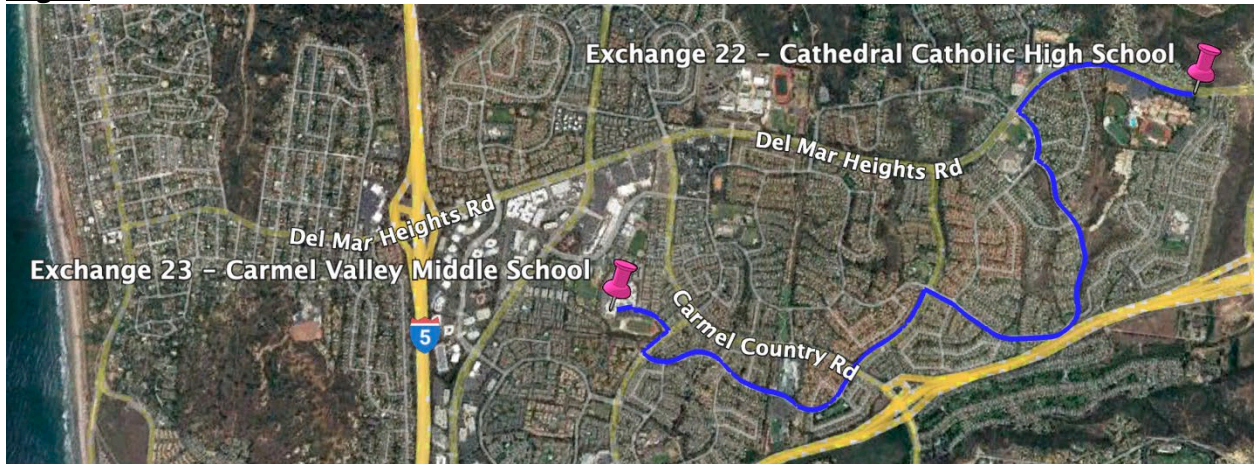 Exchange 22 – Cathedral Catholic High School
Del Mar Heights Rd
Del Mar Heights Rd
Exchange 23 – Carmel Valley Middle School
Carmel Country Rd
5